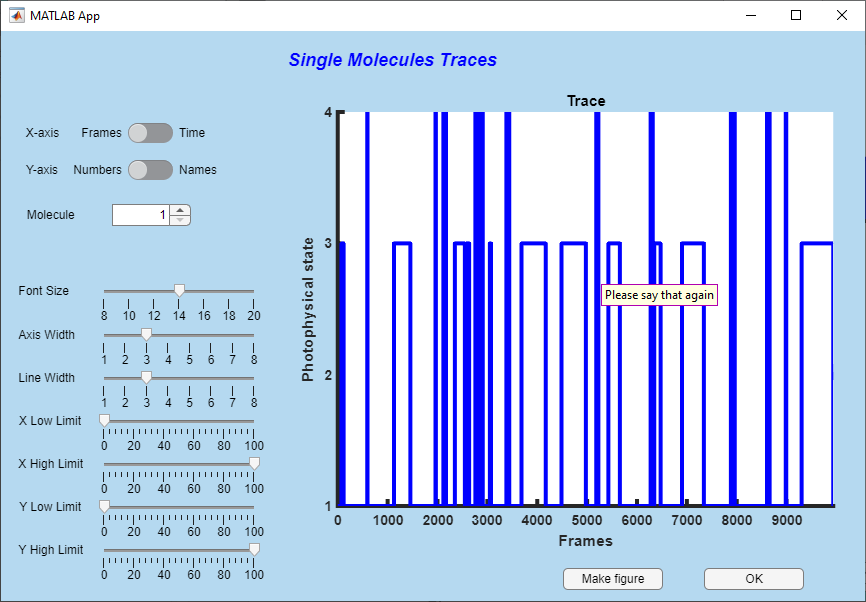 MATLAB App
Single Molecules Traces
X-axis Frames Time
Y-axis Numbers Names
Molecule 1
Font Size
8 10 12 14 16 18 20
Axis Width
1 2 3 4 5 6 7 8
Line Width
1 2 3 4 5 6 7 8
X Low Limit
0 20 40 60 80 100
X High Limit
0 20 40 60 80 100
Y Low Limit
0 20 40 60 80 100
Y High Limit
0 20 40 60 80 100
Trace
Photophysical state
4
3
2
1
Please say that again
0 1000 2000 3000 4000 5000 6000 7000 8000 9000
Frames
Make figure OK